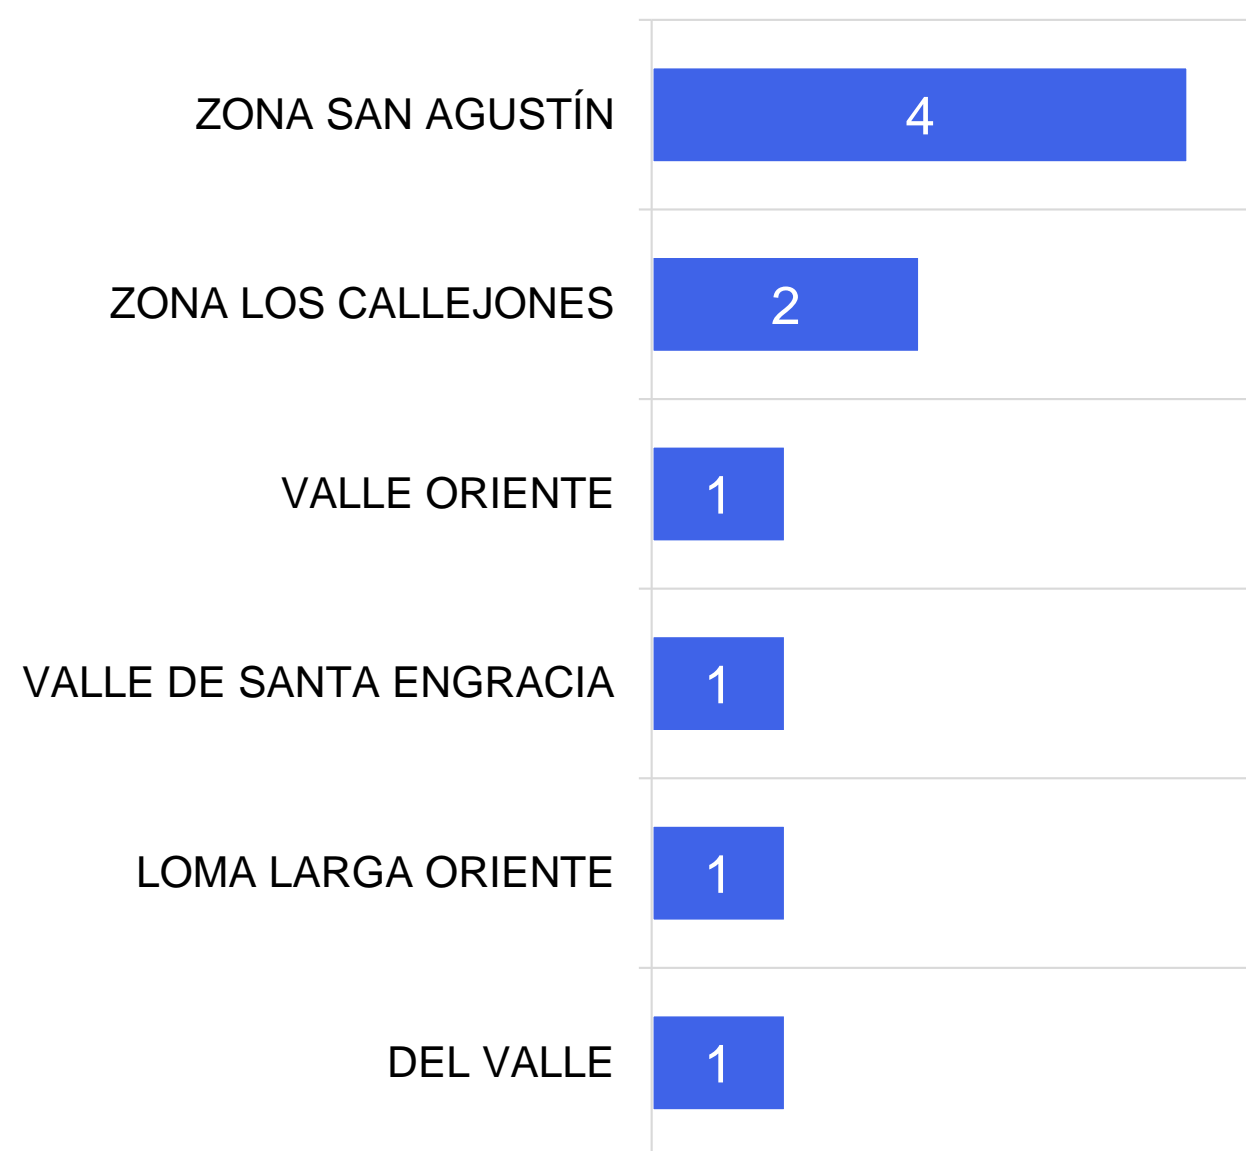 ZONA SAN AGUSTÍN 4
ZONA LOS CALLEJONES 2
VALLE ORIENTE 1
VALLE DE SANTA ENGRACIA 1
LOMA LARGA ORIENTE 1
DEL VALLE 1